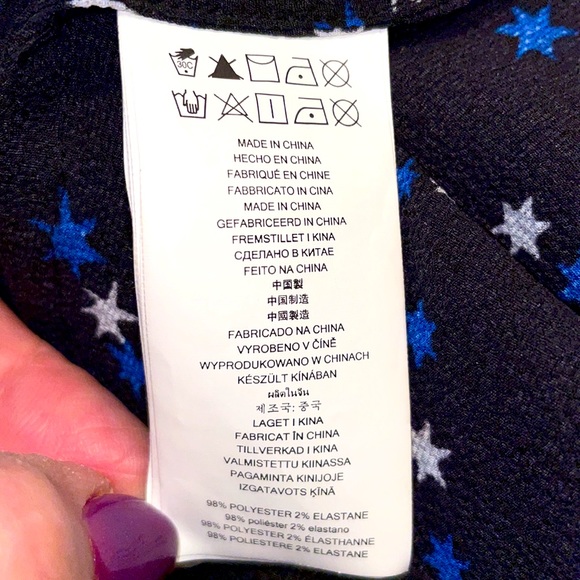 30C
MADE IN CHINA
HECHO EN CHINA
FABRIQUÉ EN CHINE
FABBRICATO IN CINA
MADE IN CHINA
GEFABRICEERD IN CHINA
FREMSTILLET I KINA
СДЕЛАНО В КИТАЕ
FEITO NA CHINA
中国製
中国制造
中國製造
FABRICADO NA CHINA
VYROBENO V ČÍNĚ
WYPRODUKOWANO W CHINACH
KÉSZÜLT KÍNÁBAN
ผลิตในจีน
제조국: 중국
LAGET I KINA
FABRICAT ÎN CHINA
TILLVERKAD I KINA
VALMISTETTU KIINASSA
PAGAMINTA KINIJOJE
IZGATAVOTS ĶĪNĀ
98% POLYESTER 2% ELASTANE
98% poliéster 2% elastano
98% POLYESTER 2% ÉLASTHANNE
98% POLIESTERE 2% ELASTANE